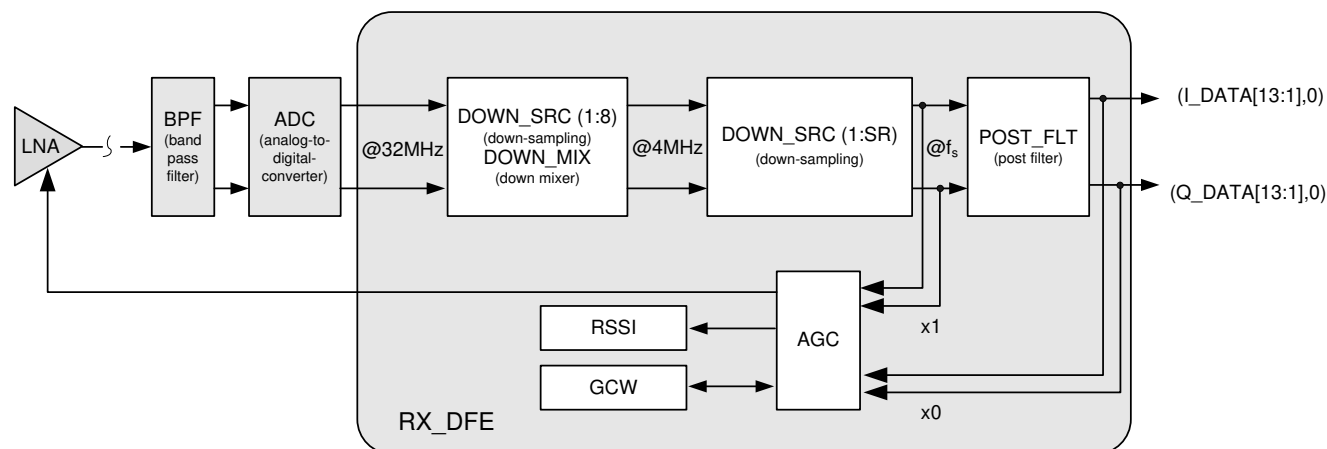 LNA
BPF
(band
pass
filter)
ADC
(analog-to-
digital-
converter)
@32MHz
DOWN_SRC (1:8)
(down-sampling)
DOWN_MIX
(down mixer)
@4MHz
DOWN_SRC (1:SR)
(down-sampling)
@fs
POST_FLT
(post filter)
(I_DATA[13:1],0)
(Q_DATA[13:1],0)
RSSI
GCW
AGC
x1
x0
RX_DFE